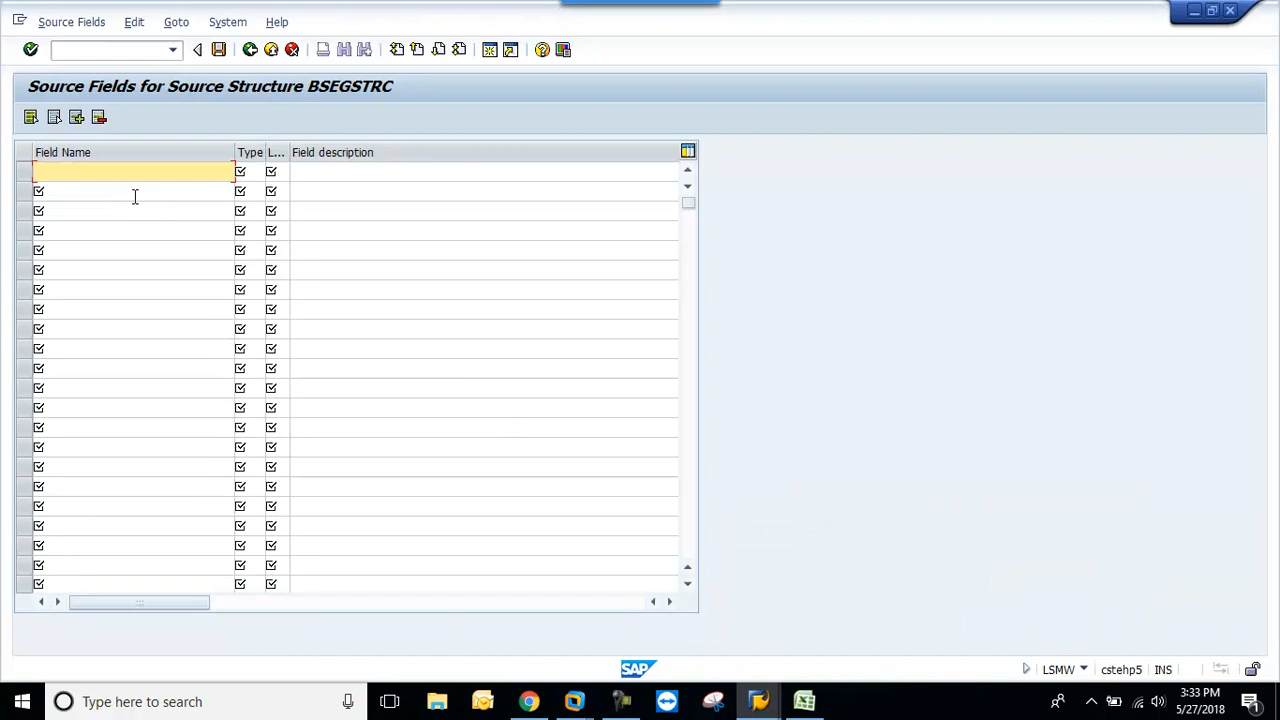 Source Fields Edit Goto System Help
Source Fields for Source Structure BSEGSTRC
Field Name Type L... Field description
SAP
LSMW cstehp5 INS
Type here to search
3:33 PM
5/27/2018
1